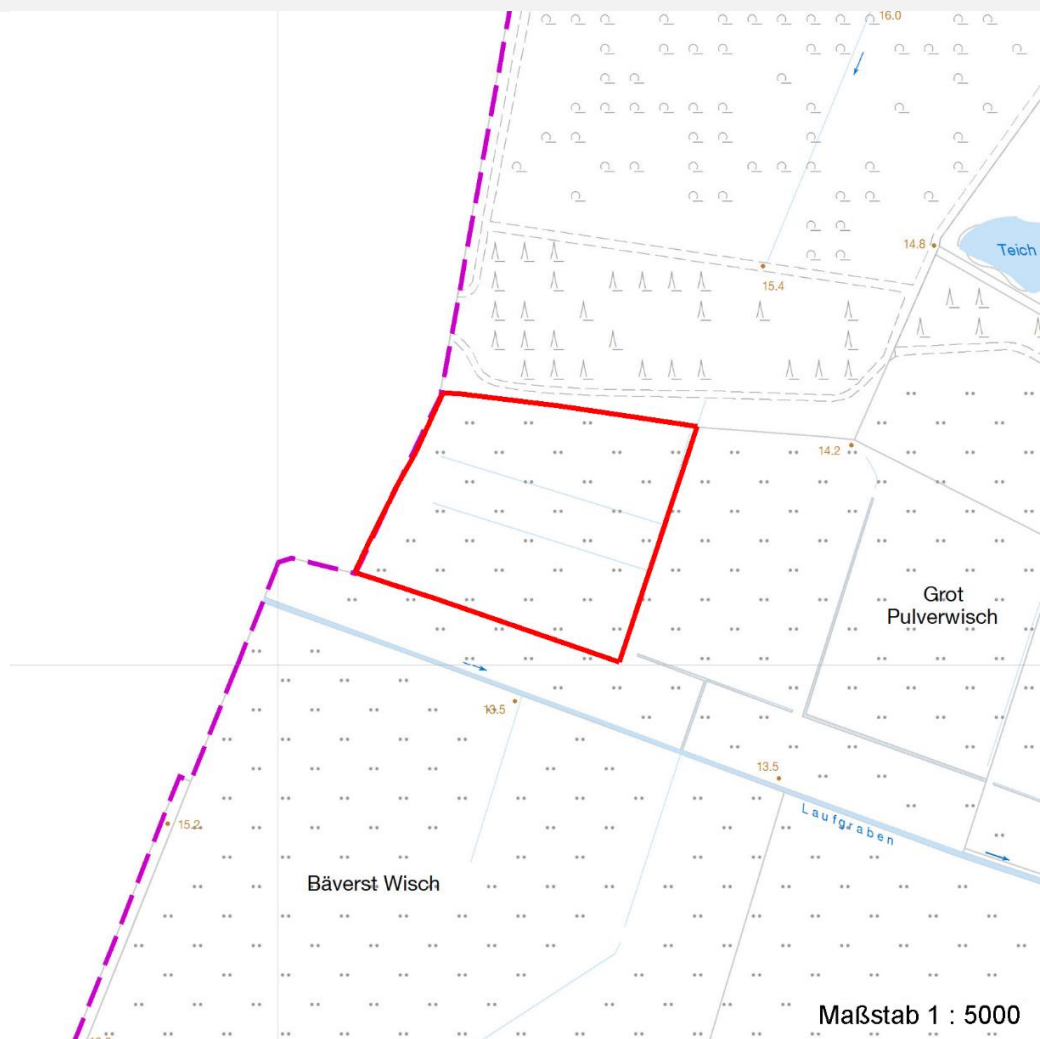 16.0
14.8
Teich
15.4
14.2
Grot
Pulverwisch
13.5
13.5
Laufgraben
15.2
Bäverst Wisch
Maßstab 1 : 5000